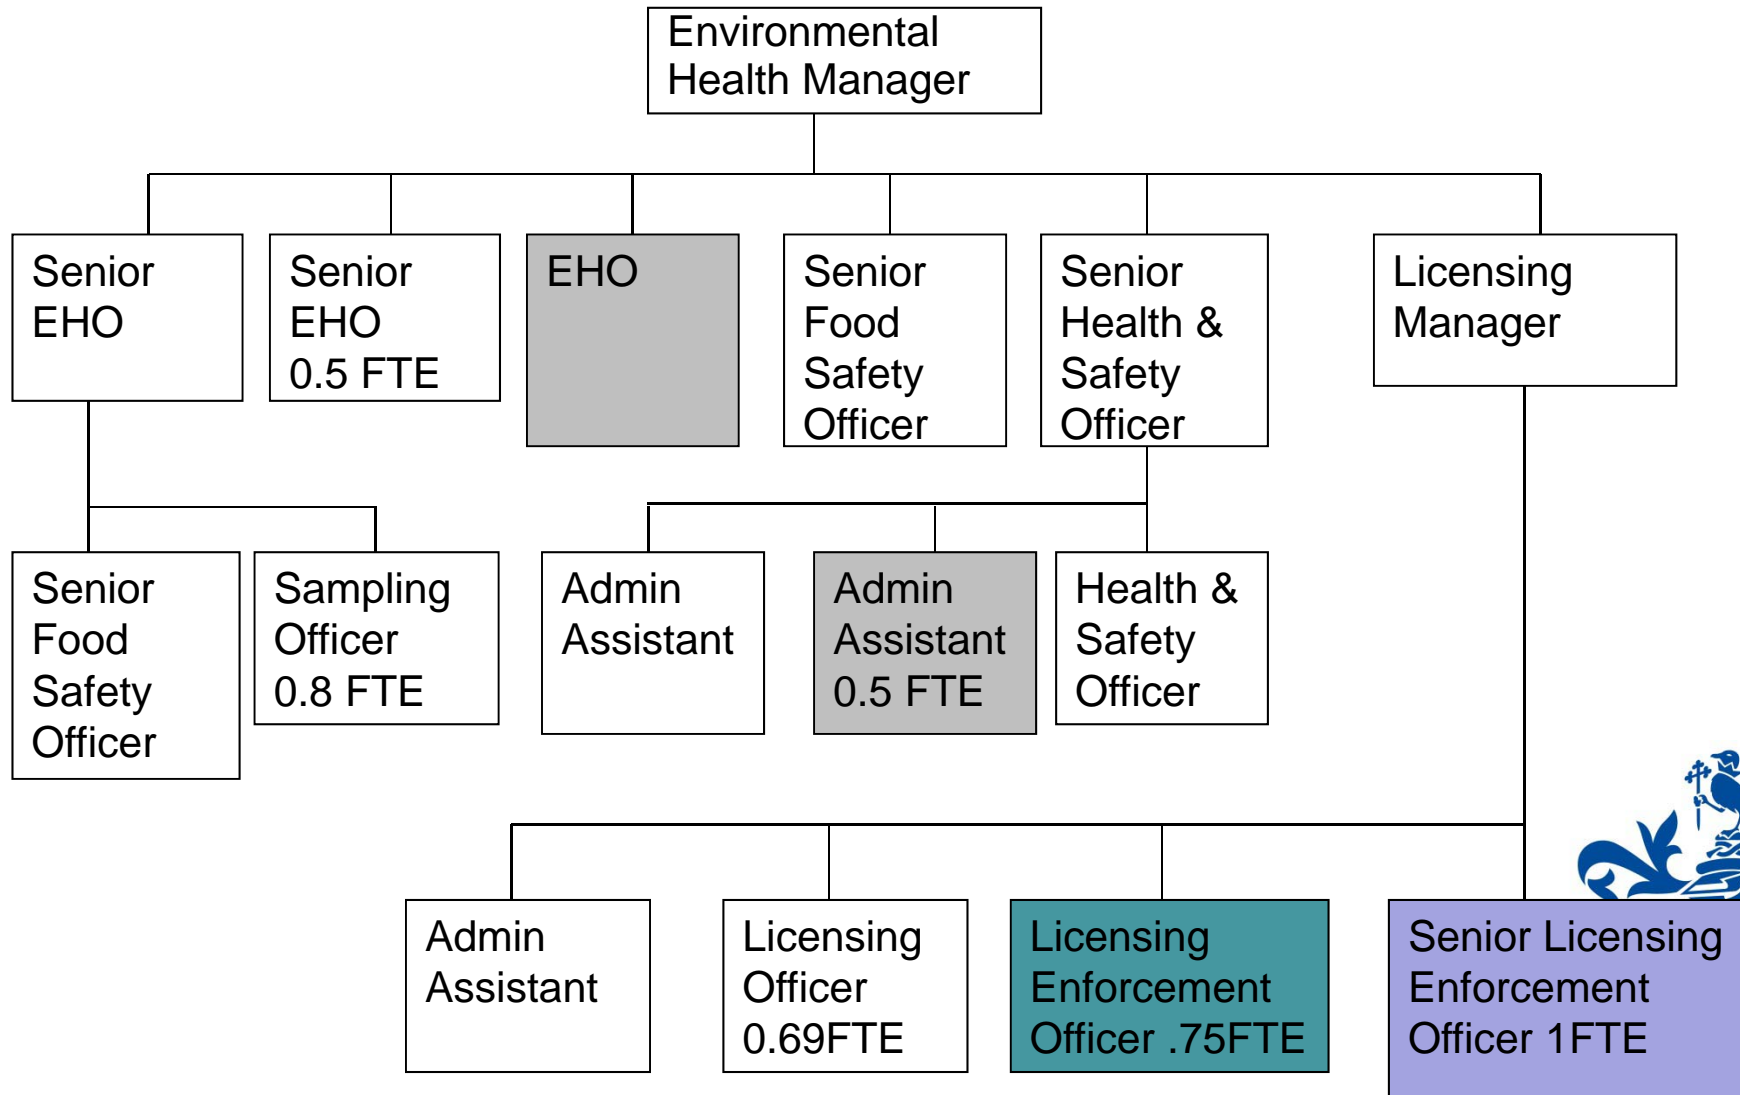 Environmental
Health Manager
Senior
EHO
Senior
EHO
0.5 FTE
EHO
Senior
Food
Safety
Officer
Senior
Health &
Safety
Officer
Licensing
Manager
Senior
Food
Safety
Officer
Sampling
Officer
0.8 FTE
Admin
Assistant
Admin
Assistant
0.5 FTE
Health &
Safety
Officer
Admin
Assistant
Licensing
Officer
0.69FTE
Licensing
Enforcement
Officer .75FTE
Senior Licensing
Enforcement
Officer 1FTE